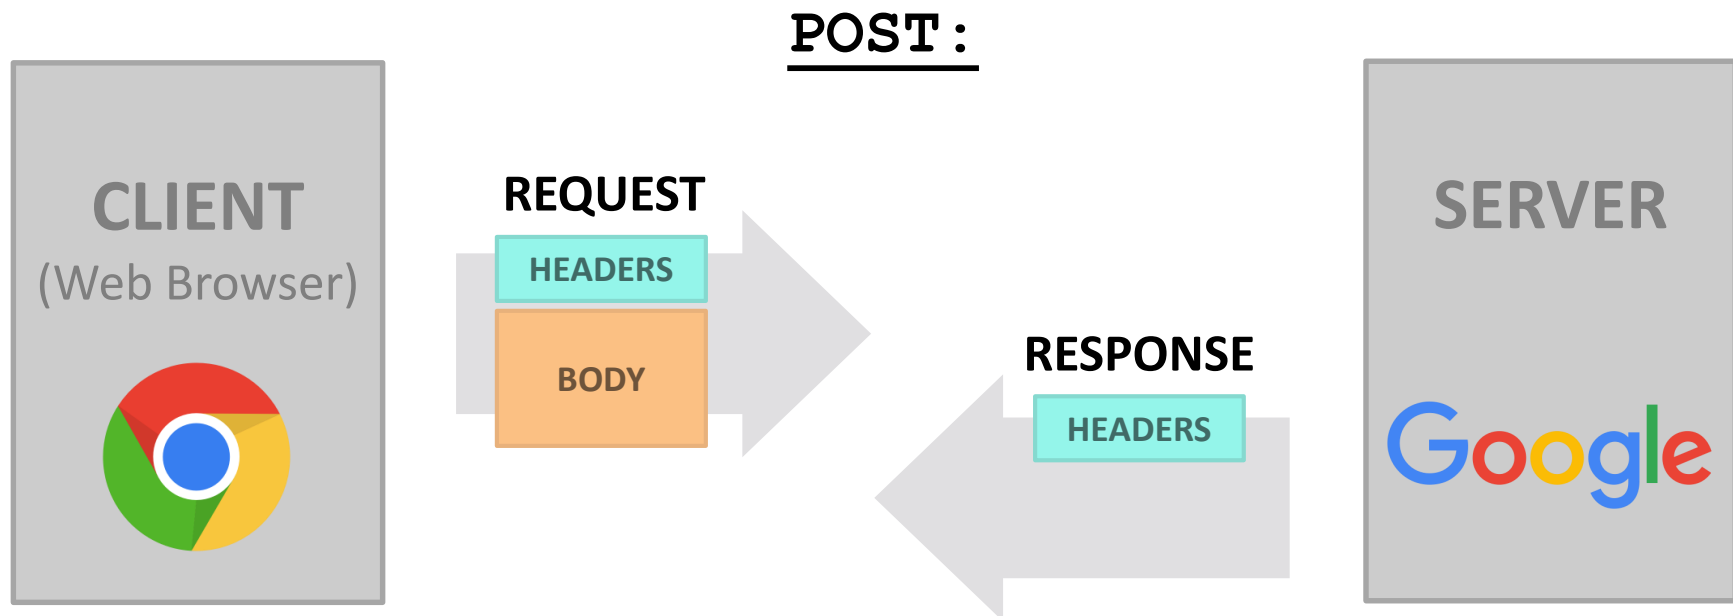 POST:
CLIENT
(Web Browser)
REQUEST
HEADERS
BODY
RESPONSE
HEADERS
SERVER
Google